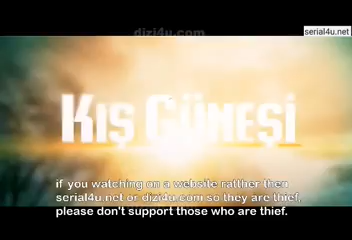 dizi4u.com
serial4u.net
KIŞ GÜNEŞİ
if you watching on a website ratther then
serial4u.net or dizi4u.com so they are thief,
please don't support those who are thief.